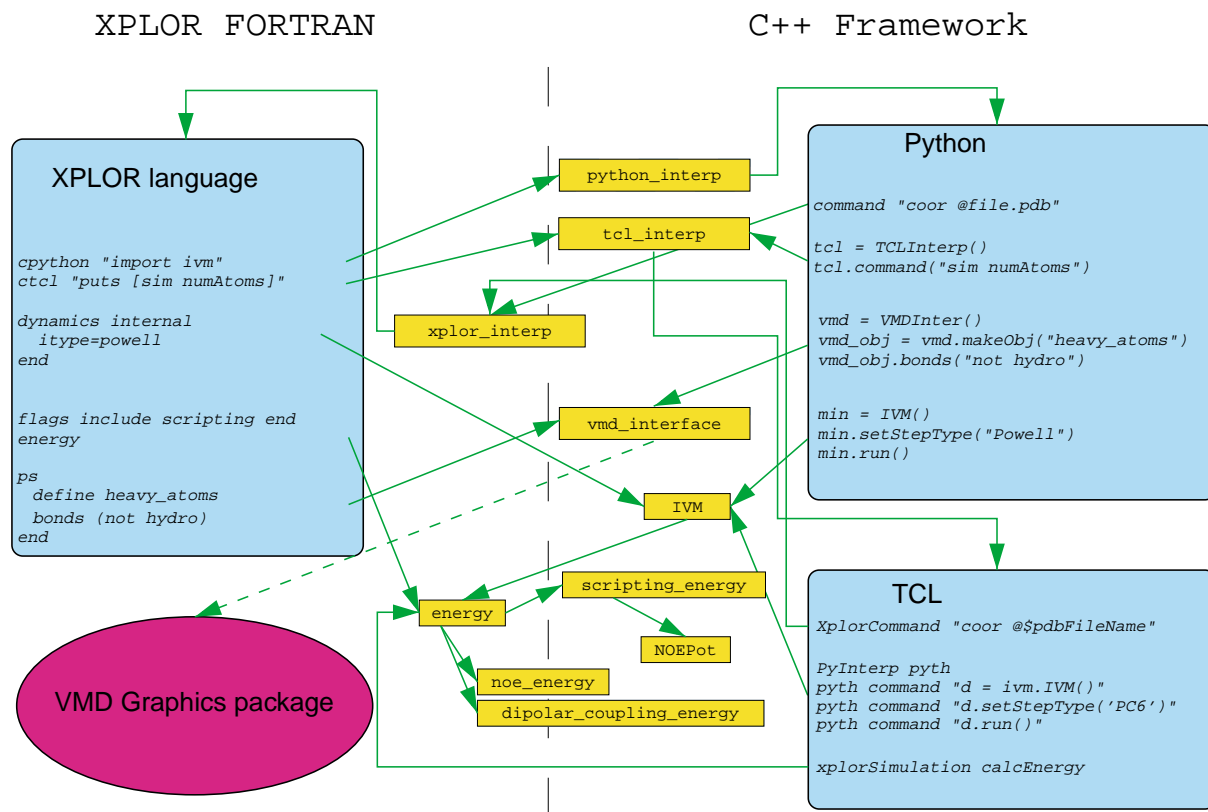 XPLOR FORTRAN
C++ Framework
XPLOR language
cpython "import ivm"
ctcl "puts [sim numAtoms]"
dynamics internal
itype=powell
end
flags include scripting end
energy
ps
define heavy_atoms
bonds (not hydro)
end
VMD Graphics package
python_interp
tcl_interp
xplor_interp
vmd_interface
IVM
scripting_energy
energy
NOEPot
noe_energy
dipolar_coupling_energy
Python
command "coor @file.pdb"
tcl = TCLInterp()
tcl.command("sim numAtoms")
vmd = VMDInter()
vmd_obj = vmd.makeObj("heavy_atoms")
vmd_obj.bonds("not hydro")
min = IVM()
min.setStepType("Powell")
min.run()
TCL
XplorCommand "coor @$pdbFileName"
PyInterp pyth
pyth command "d = ivm.IVM()"
pyth command "d.setStepType(’PC6’)"
pyth command "d.run()"
xplorSimulation calcEnergy